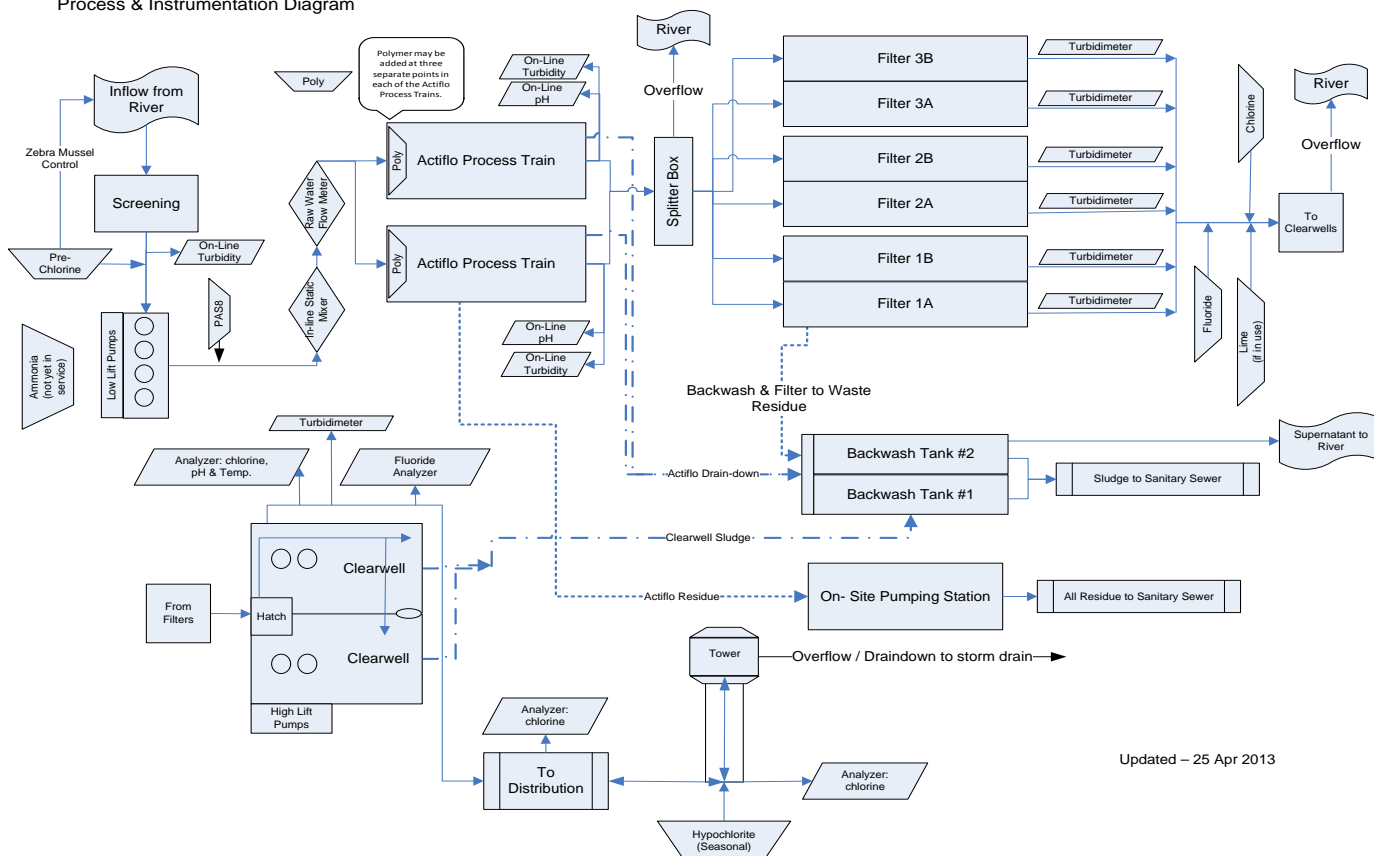 Process & Instrumentation Diagram
Inflow from
River
Zebra Mussel
Control
Screening
Pre-
Chlorine
On-Line
Turbidity
Ammonia
(not yet in
service)
Low Lift Pumps
PAS8
In-line Static
Mixer
Raw Water
Flow Meter
Poly
Polymer may be
added at three
separate points in
each of the Actiflo
Process Trains.
On-Line
Turbidity
On-Line
pH
Poly
Actiflo Process Train
Poly
Actiflo Process Train
On-Line
pH
On-Line
Turbidity
River
Overflow
Splitter Box
Filter 3B
Filter 3A
Filter 2B
Filter 2A
Filter 1B
Filter 1A
Turbidimeter
Turbidimeter
Turbidimeter
Turbidimeter
Turbidimeter
Turbidimeter
Chlorine
Fluoride
Lime
(if in use)
River
Overflow
To
Clearwells
Backwash & Filter to Waste
Residue
Backwash Tank #2
Backwash Tank #1
Supernatant to
River
Sludge to Sanitary Sewer
Actiflo Drain-down
Clearwell Sludge
Actiflo Residue
On- Site Pumping Station
All Residue to Sanitary Sewer
Turbidimeter
Analyzer: chlorine,
pH & Temp.
Fluoride
Analyzer
From
Filters
Hatch
Clearwell
Clearwell
High Lift
Pumps
Tower
Overflow / Draindown to storm drain
Analyzer:
chlorine
To
Distribution
Analyzer:
chlorine
Hypochlorite
(Seasonal)
Updated – 25 Apr 2013